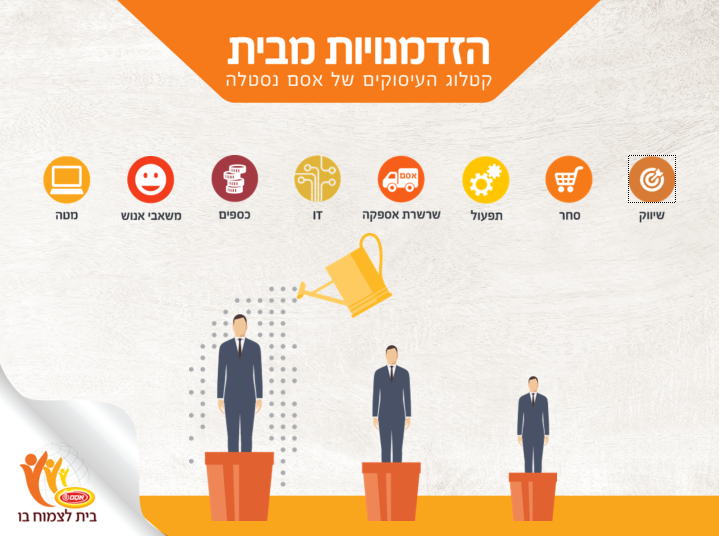 הזדמנויות מבית
קטלוג העיסוקים של אסם נסטלה
שיווק
סחר
תפעול
אסם
שרשרת אספקה
IT
כספים
משאבי אנוש
מטה
אסם
בית לצמוח בו